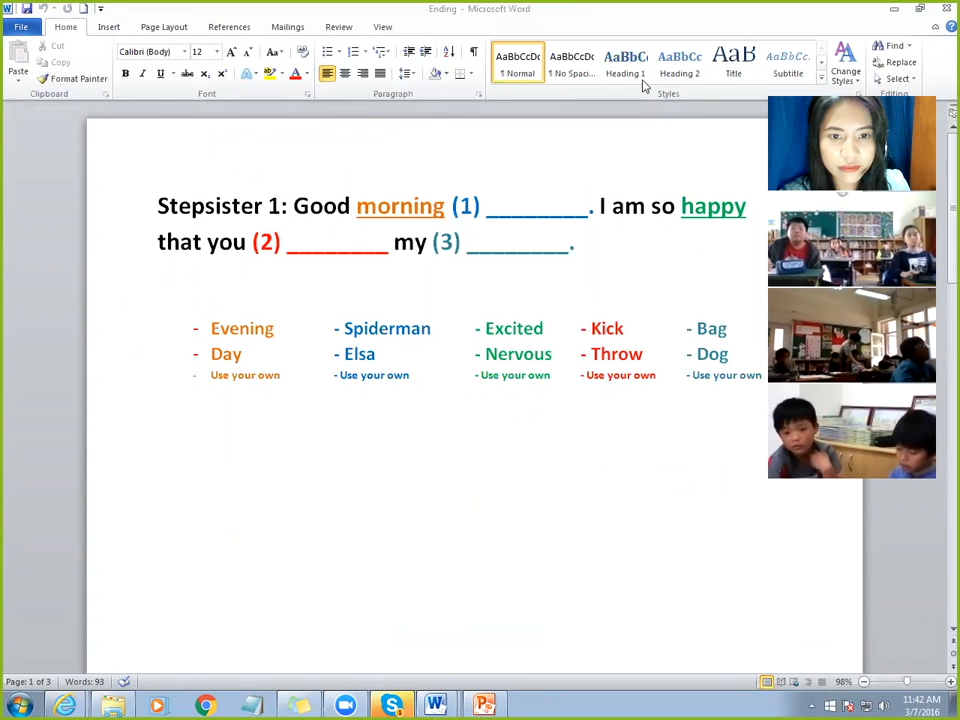 Ending - Microsoft Word
File Home Insert Page Layout References Mailings Review View
Paste
Cut
Copy
Format Painter
Clipboard
Calibri (Body) 12
Font
Paragraph
AaBbCcDc AaBbCcDc AaBbC AaBbCc AaB AaBbCc.
¶ Normal ¶ No Spaci... Heading 1 Heading 2 Title Subtitle
Change
Styles
Styles
Find
Replace
Select
Editing
Stepsister 1: Good morning (1) ________. I am so happy
that you (2) ________ my (3) ________.
- Evening - Spiderman - Excited - Kick - Bag
- Day - Elsa - Nervous - Throw - Dog
- Use your own - Use your own - Use your own - Use your own - Use your own
Page: 1 of 3 Words: 93 98%
11:42 AM
3/7/2016